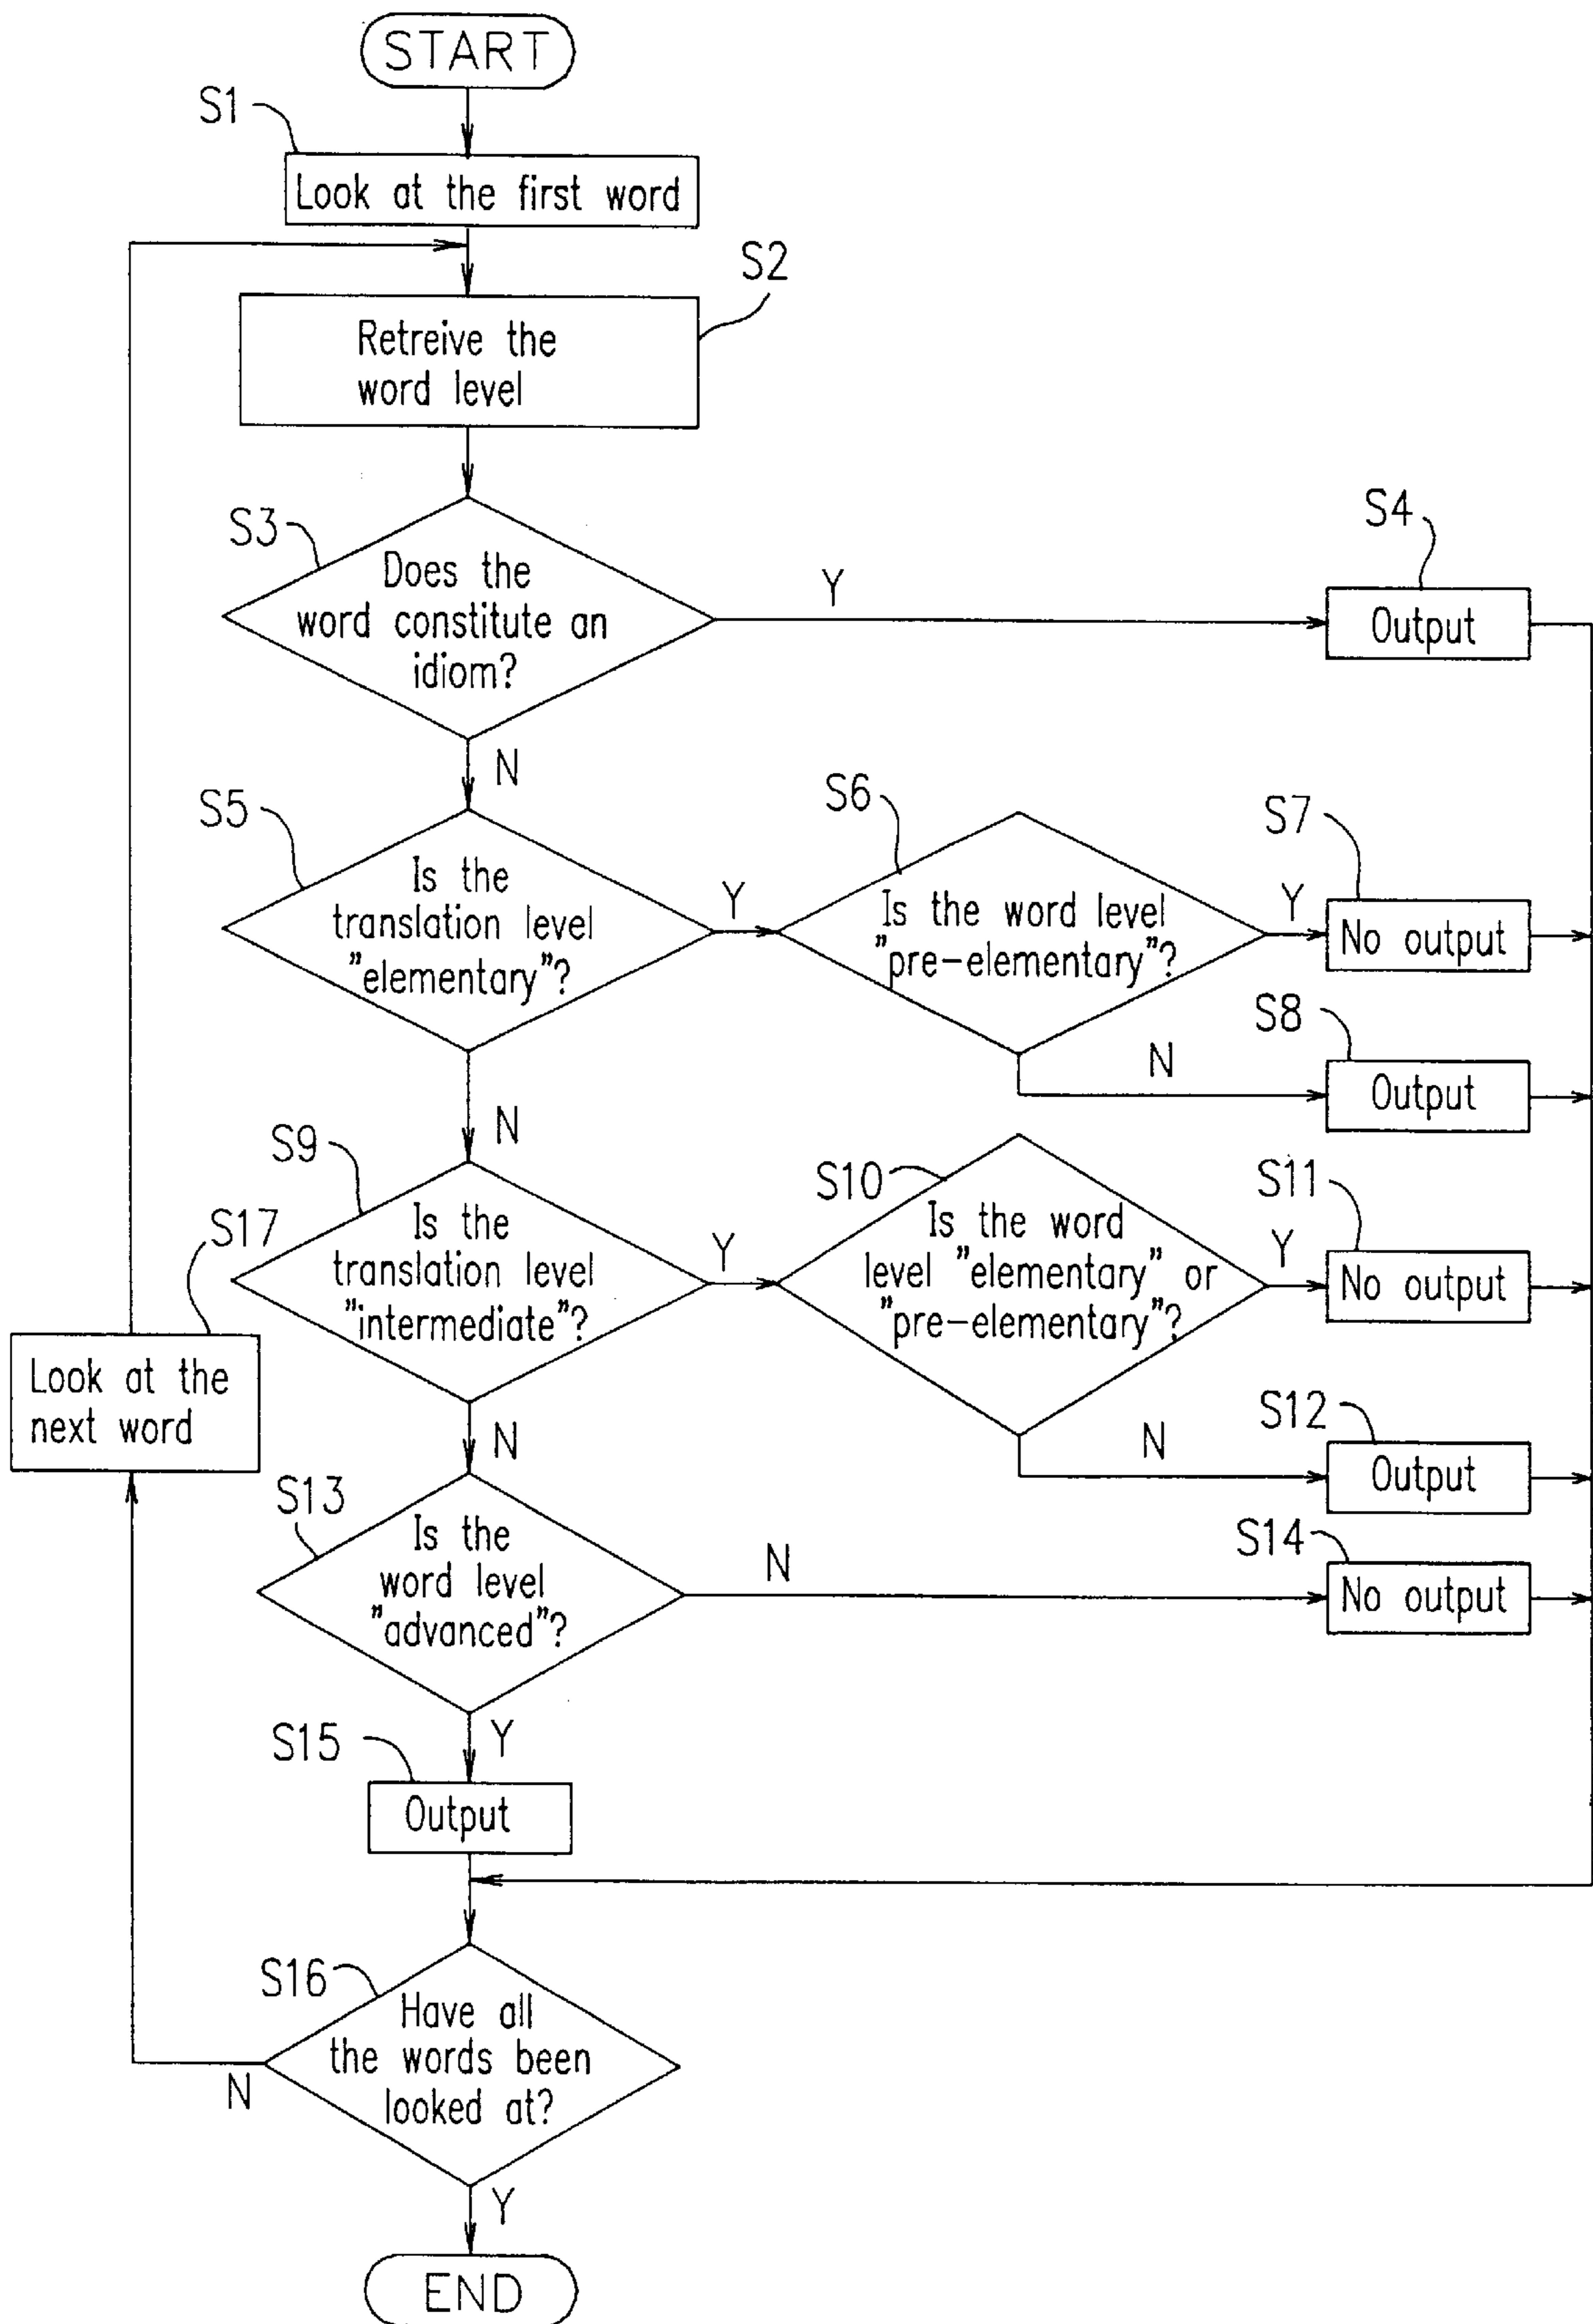 START
S1
Look at the first word
S2
Retreive the
word level
S3
Does the
word constitute an
idiom?
Y
S4
Output
N
S5
Is the
translation level
"elementary"?
Y
S6
Is the word level
"pre-elementary"?
Y
S7
No output
N
S8
Output
N
S9
Is the
translation level
"intermediate"?
Y
S10
Is the word
level "elementary" or
"pre-elementary"?
Y
S11
No output
N
S12
Output
S17
Look at the
next word
N
S13
Is the
word level
"advanced"?
N
S14
No output
Y
S15
Output
S16
Have all
the words been
looked at?
N
Y
END